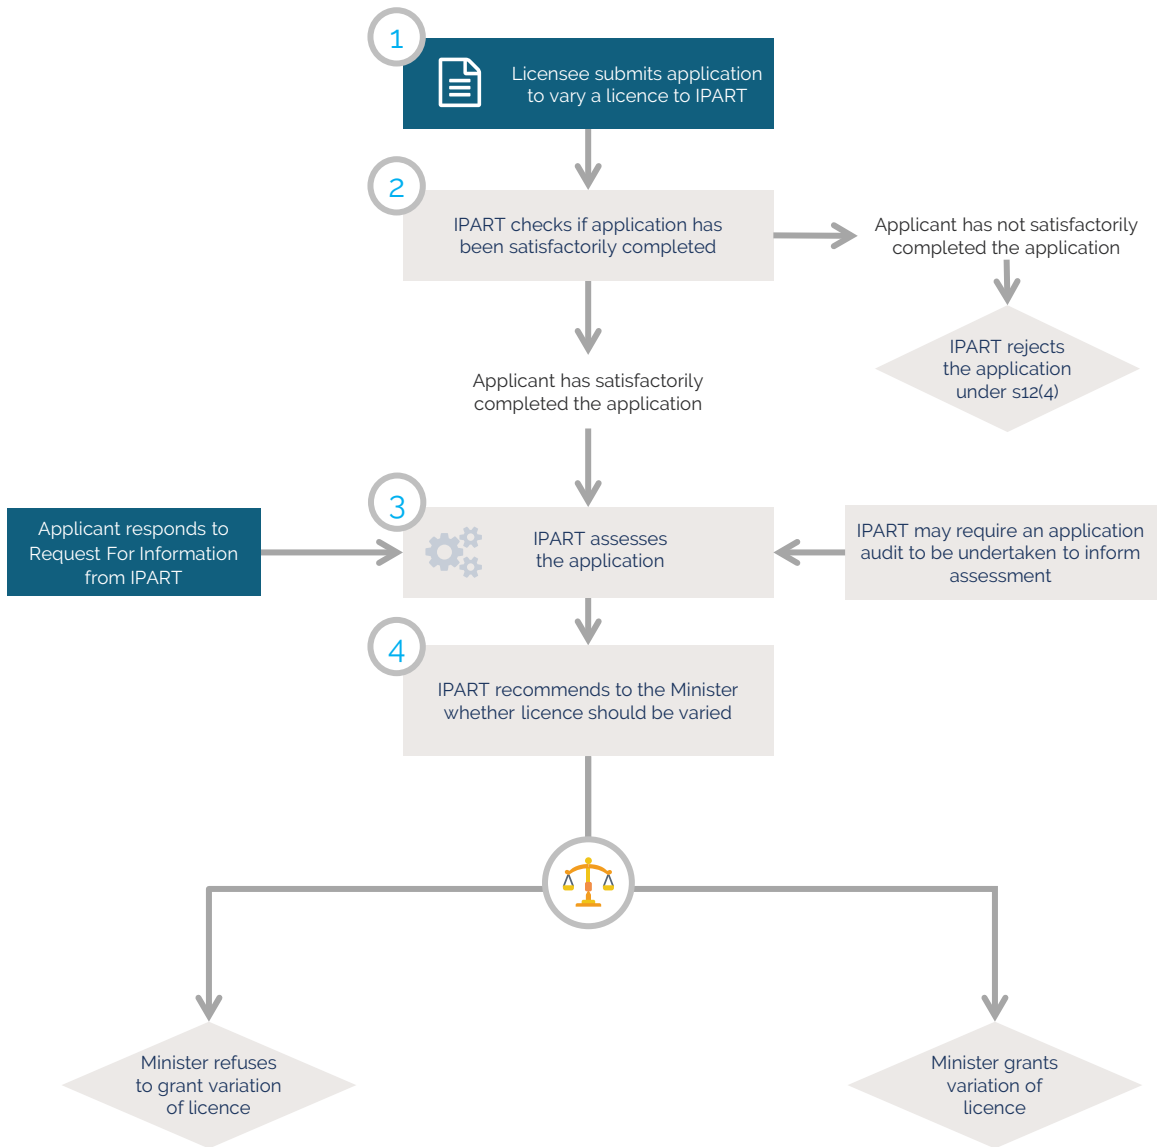 1
Licensee submits application
to vary a licence to IPART
2
IPART checks if application has
been satisfactorily completed
Applicant has not satisfactorily
completed the application
IPART rejects
the application
under s12(4)
Applicant has satisfactorily
completed the application
3
Applicant responds to
Request For Information
from IPART
IPART assesses
the application
IPART may require an application
audit to be undertaken to inform
assessment
4
IPART recommends to the Minister
whether licence should be varied
Minister refuses
to grant variation
of licence
Minister grants
variation of
licence